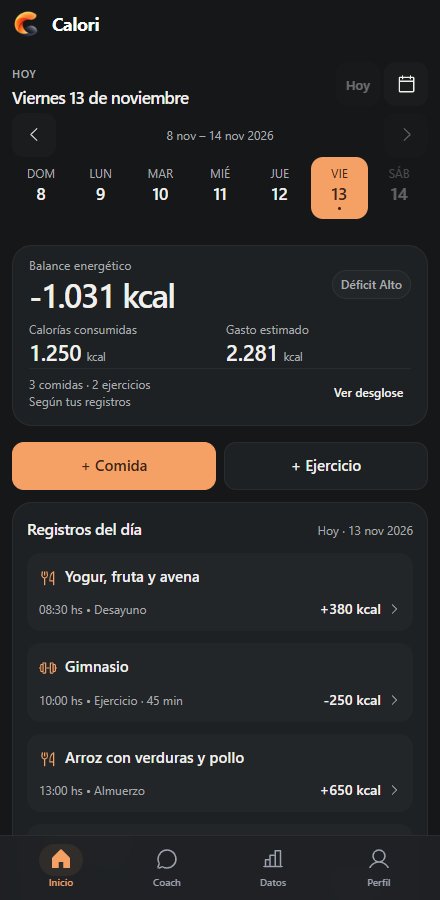 Calori
HOY
Viernes 13 de noviembre
Hoy
8 nov – 14 nov 2026
DOM LUN MAR MIÉ JUE VIE SÁB
8 9 10 11 12 13 14
Balance energético
-1.031 kcal
Déficit Alto
Calorías consumidas Gasto estimado
1.250 kcal 2.281 kcal
3 comidas · 2 ejercicios
Según tus registros
Ver desglose
+ Comida + Ejercicio
Registros del día Hoy · 13 nov 2026
Yogur, fruta y avena
08:30 hs • Desayuno +380 kcal
Gimnasio
10:00 hs • Ejercicio · 45 min -250 kcal
Arroz con verduras y pollo
13:00 hs • Almuerzo +650 kcal
Inicio Coach Datos Perfil